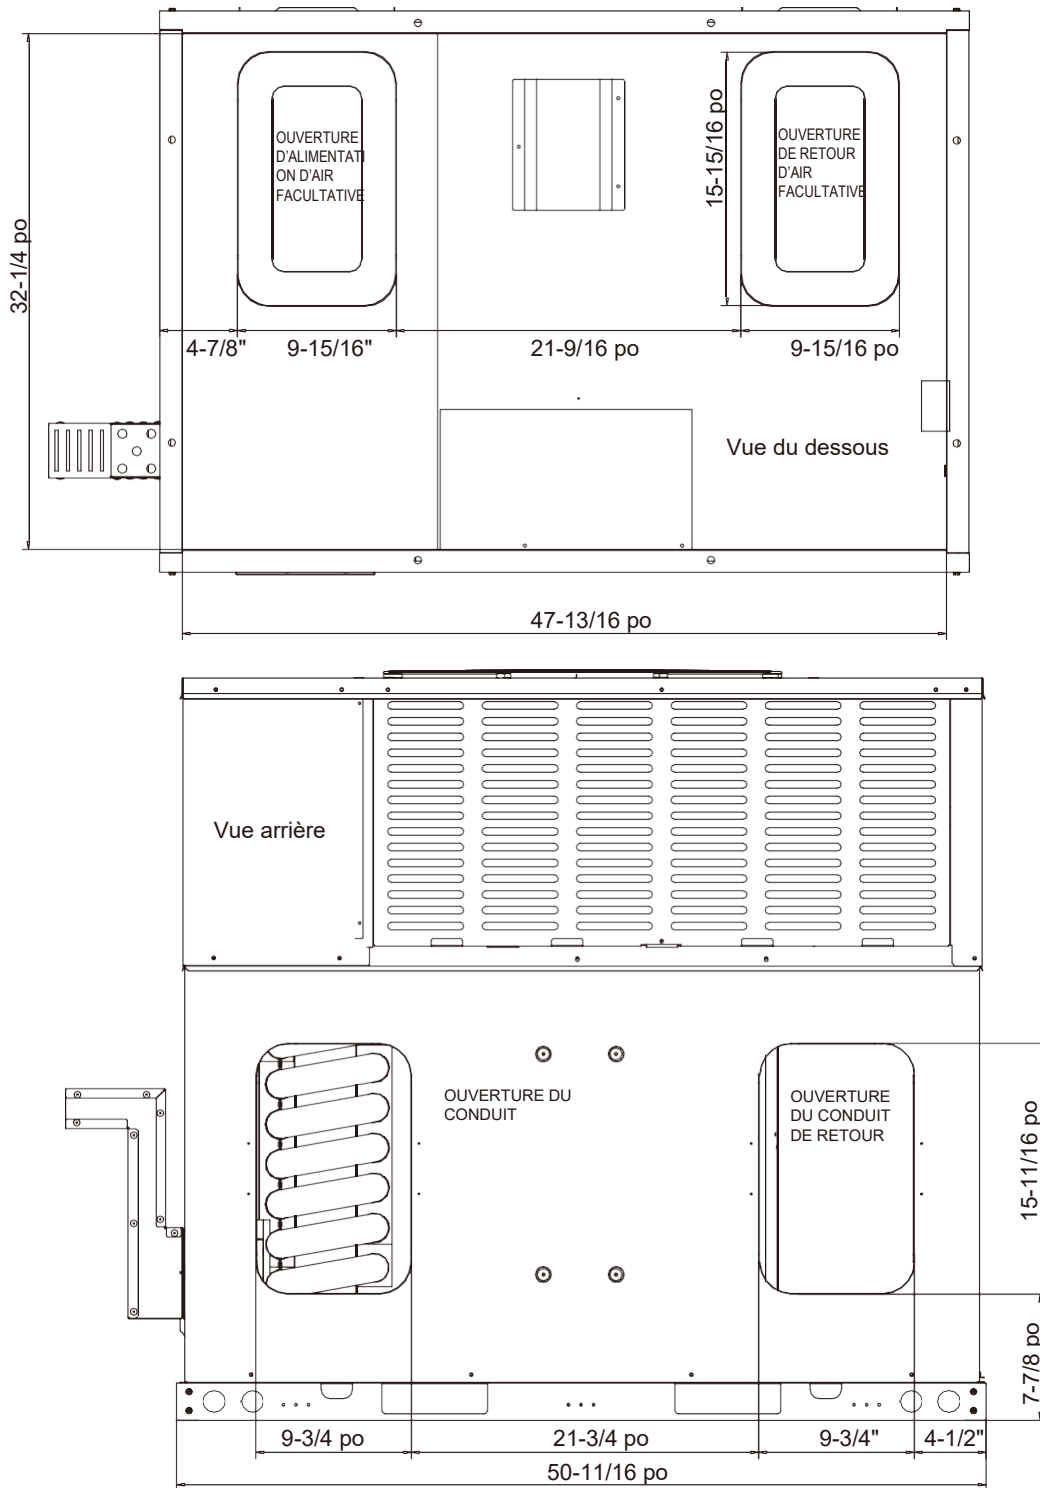 OUVERTURE
D'ALIMENTATI
ON D'AIR
FACULTATIVE
15-15/16 po
OUVERTURE
DE RETOUR
D'AIR
FACULTATIVE
32-1/4 po
4-7/8"
9-15/16"
21-9/16 po
9-15/16 po
Vue du dessous
47-13/16 po
Vue arrière
OUVERTURE DU
CONDUIT
OUVERTURE
DU CONDUIT
DE RETOUR
15-11/16 po
7-7/8 po
9-3/4 po
21-3/4 po
9-3/4"
4-1/2"
50-11/16 po